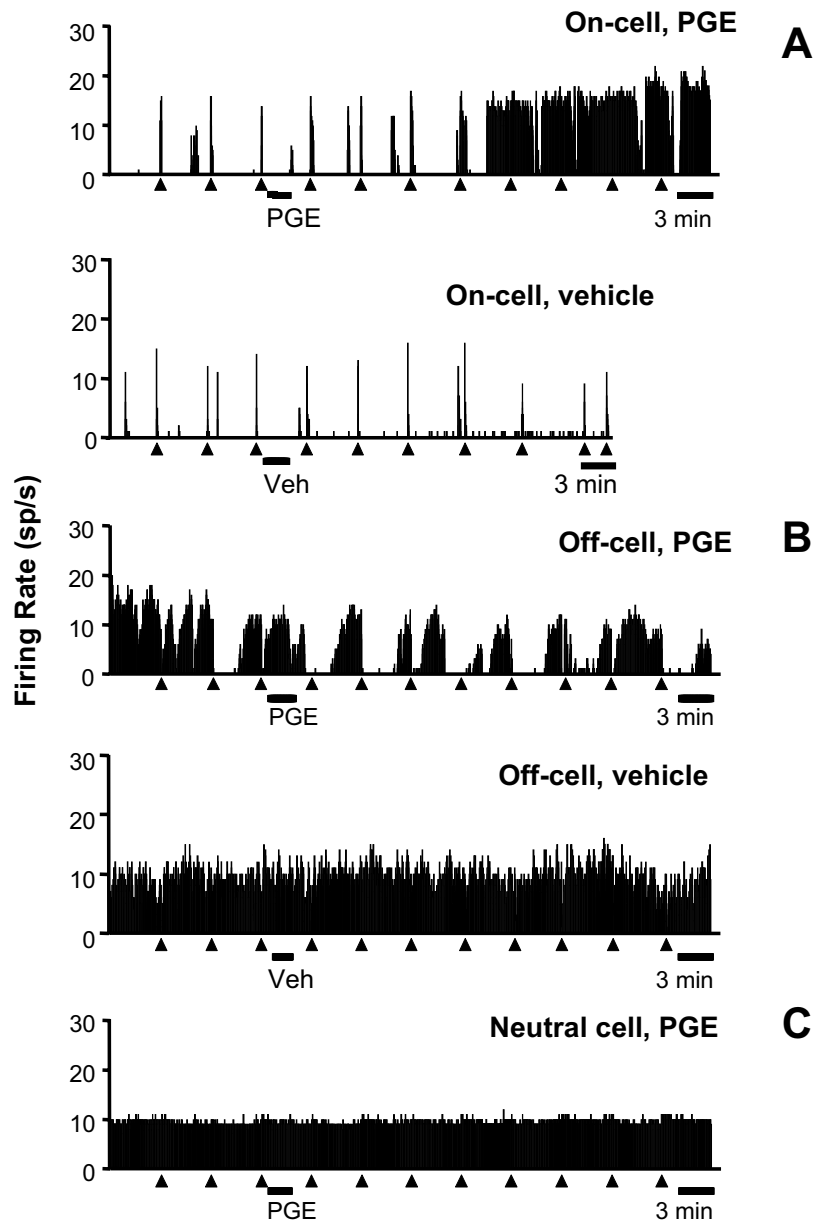 On-cell, PGE
A
30
20
10
0
PGE
3 min
On-cell, vehicle
30
20
10
0
Veh
3 min
Firing Rate (sp/s)
Off-cell, PGE
B
30
20
10
0
PGE
3 min
Off-cell, vehicle
30
20
10
0
Veh
3 min
Neutral cell, PGE
C
30
20
10
0
PGE
3 min